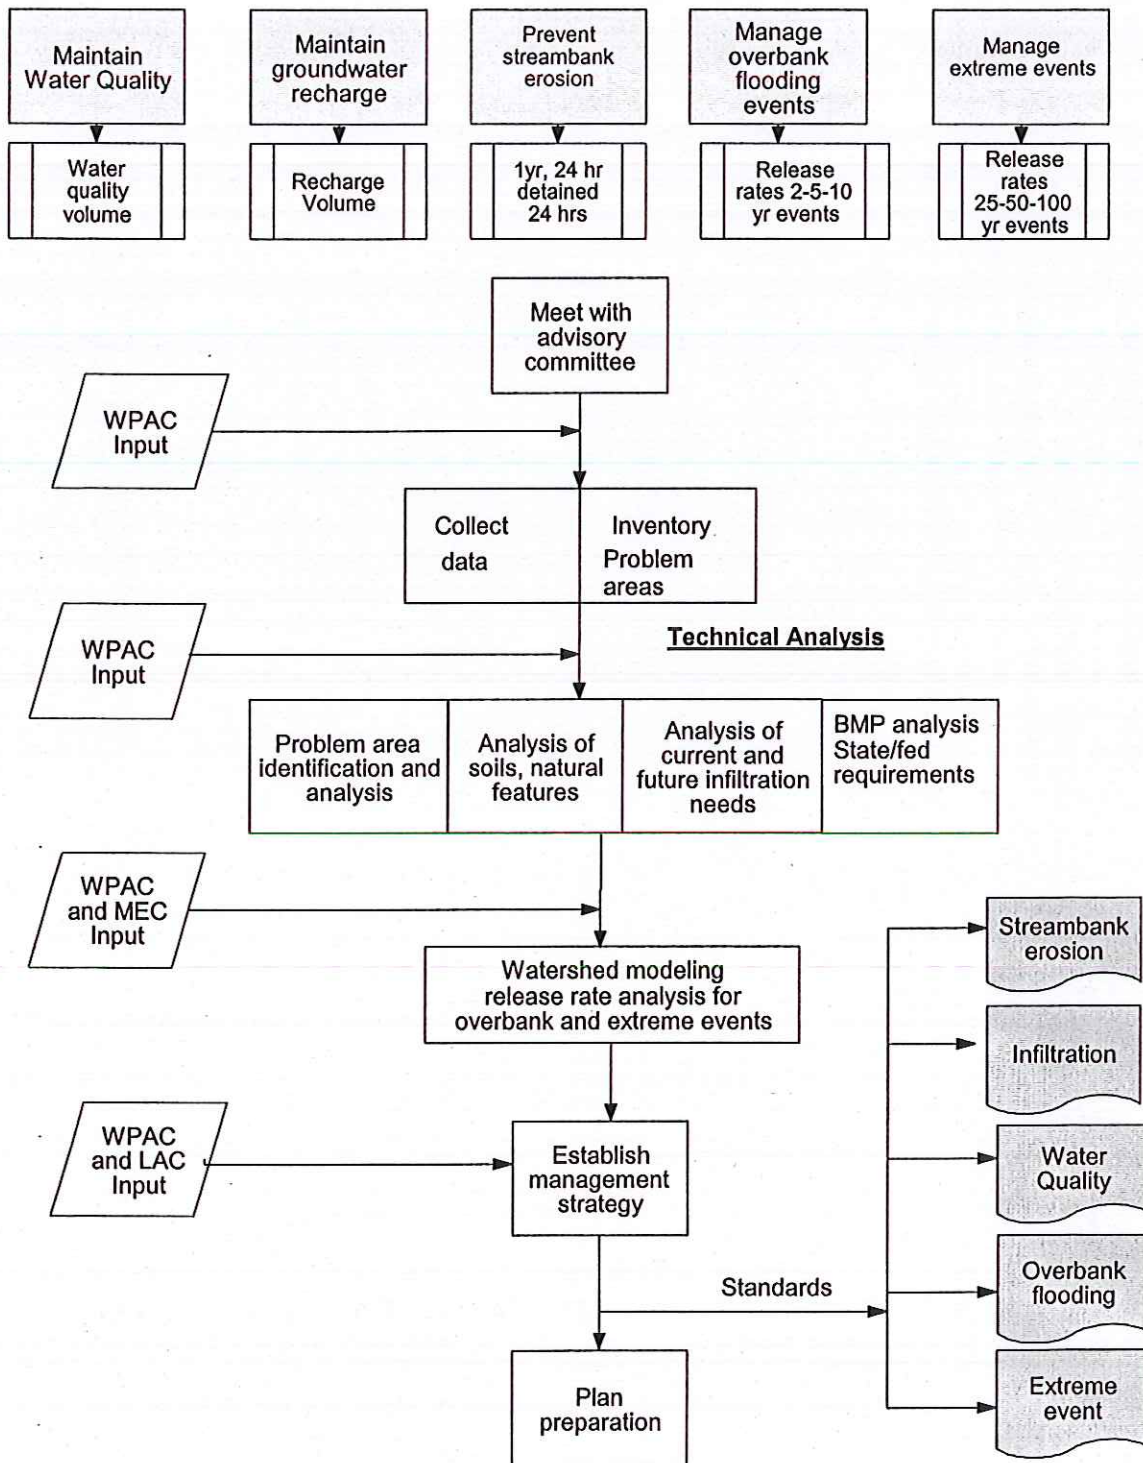 Maintain
Water Quality
Maintain
groundwater
recharge
Prevent
streambank
erosion
Manage
overbank
flooding
events
Manage
extreme events
Water
quality
volume
Recharge
Volume
1yr, 24 hr
detained
24 hrs
Release
rates 2-5-10
yr events
Release
rates
25-50-100
yr events
Meet with
advisory
committee
WPAC
Input
Collect
data
Inventory
Problem
areas
WPAC
Input
Technical Analysis
Problem area
identification and
analysis
Analysis of
soils, natural
features
Analysis of
current and
future infiltration
needs
BMP analysis
State/fed
requirements
WPAC
and MEC
Input
Watershed modeling
release rate analysis for
overbank and extreme events
Streambank
erosion
Infiltration
WPAC
and LAC
Input
Establish
management
strategy
Water
Quality
Standards
Overbank
flooding
Plan
preparation
Extreme
event